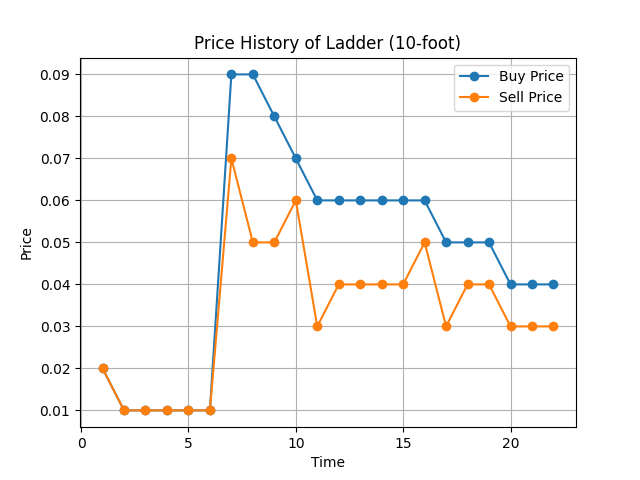 Price History of Ladder (10-foot)
Buy Price
Sell Price
Price
0.09
0.08
0.07
0.06
0.05
0.04
0.03
0.02
0.01
0 5 10 15 20
Time